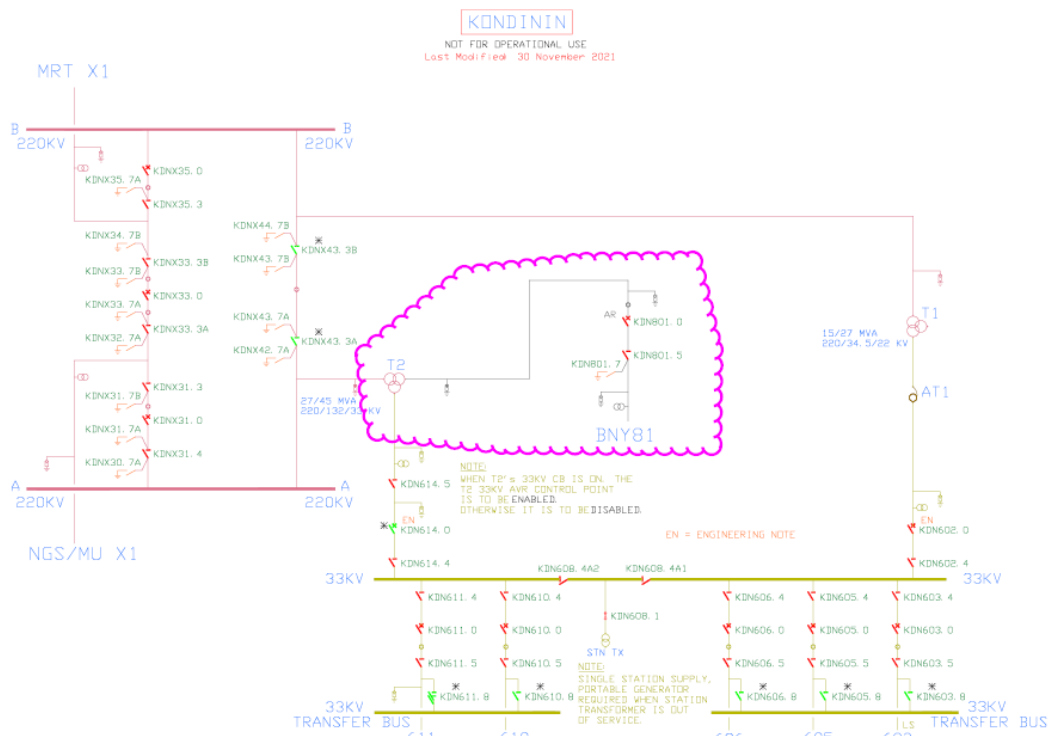 KONDININ
NOT FOR OPERATIONAL USE
Last Modified: 30 November 2021
MRT X1
B
B
220KV
220KV
KDNX35.0
KDNX35.7A
KDNX35.3
KDNX34.7B
KDNX33.3B
KDNX33.7B
KDNX33.0
KDNX33.7A
KDNX33.3A
KDNX32.7A
KDNX31.3
KDNX31.7B
KDNX31.0
KDNX31.7A
KDNX31.4
KDNX30.7A
A
A
220KV
220KV
NGS/MU X1
KDNX44.7B
KDNX43.3B
KDNX43.7B
KDNX43.7A
KDNX43.3A
KDNX42.7A
T2
27/45 MVA
220/132/33 KV
AR
KDN801.0
KDN801.5
KDN801.7
BNY81
T1
15/27 MVA
220/34.5/22 KV
AT1
NOTE:
WHEN T2's 33KV CB IS ON. THE
T2 33KV AVR CONTROL POINT
IS TO BE ENABLED.
OTHERWISE IT IS TO BE DISABLED.
EN = ENGINEERING NOTE
KDN614.5
EN
KDN614.0
KDN614.4
EN
KDN602.0
KDN602.4
33KV
KDN608.4A2
KDN608.4A1
33KV
KDN611.4
KDN610.4
KDN606.4
KDN605.4
KDN603.4
KDN608.1
KDN611.0
KDN610.0
KDN606.0
KDN605.0
KDN603.0
STN TX
KDN611.5
KDN610.5
KDN606.5
KDN605.5
KDN603.5
NOTE:
SINGLE STATION SUPPLY,
PORTABLE GENERATOR
REQUIRED WHEN STATION
TRANSFORMER IS OUT
OF SERVICE.
KDN611.8
KDN610.8
KDN606.8
KDN605.8
KDN603.8
33KV
TRANSFER BUS
33KV
TRANSFER BUS
LS